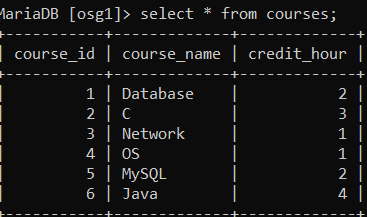 MariaDB [osg1]> select * from courses;
+-----------+-------------+-------------+
| course_id | course_name | credit_hour |
+-----------+-------------+-------------+
|         1 | Database    |           2 |
|         2 | C           |           3 |
|         3 | Network     |           1 |
|         4 | OS          |           1 |
|         5 | MySQL       |           2 |
|         6 | Java        |           4 |
+-----------+-------------+-------------+